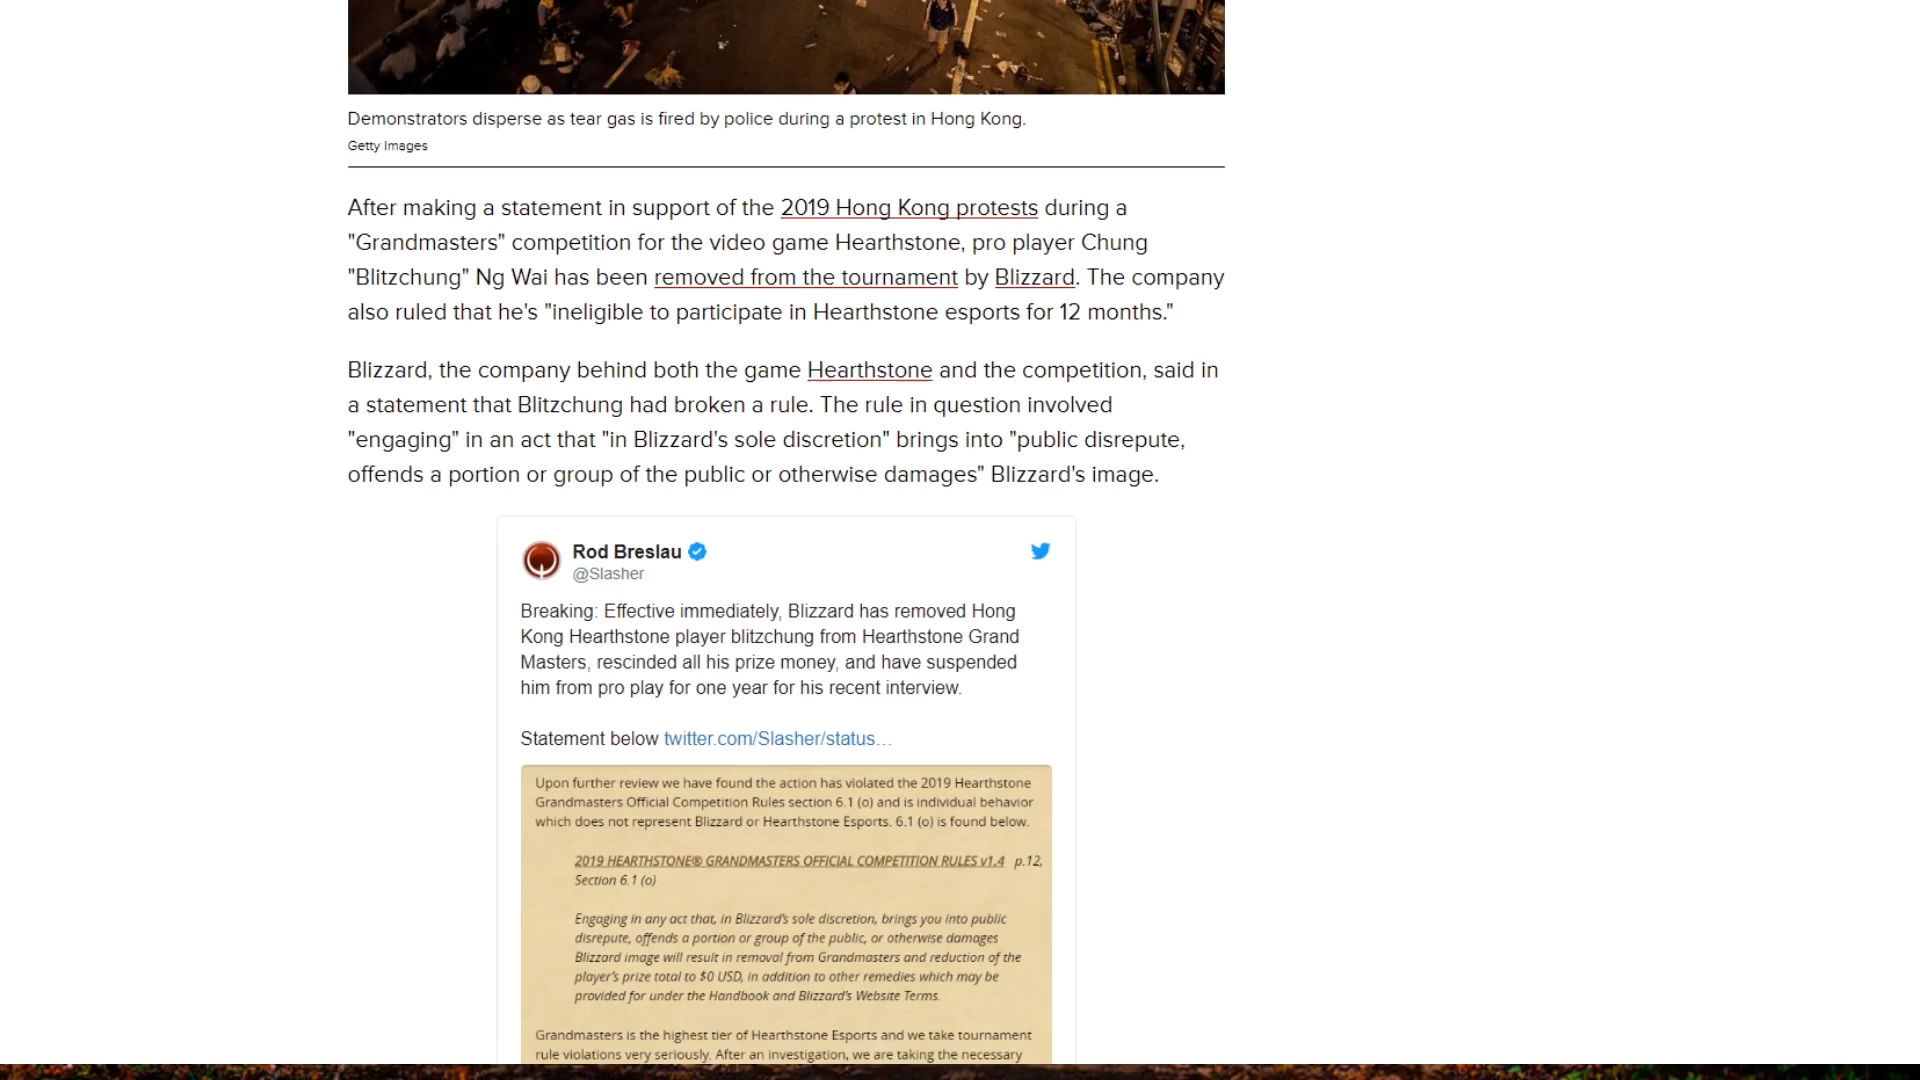 Demonstrators disperse as tear gas is fired by police during a protest in Hong Kong.
Getty Images
After making a statement in support of the 2019 Hong Kong protests during a
"Grandmasters" competition for the video game Hearthstone, pro player Chung
"Blitzchung" Ng Wai has been removed from the tournament by Blizzard. The company
also ruled that he's "ineligible to participate in Hearthstone esports for 12 months."
Blizzard, the company behind both the game Hearthstone and the competition, said in
a statement that Blitzchung had broken a rule. The rule in question involved
"engaging" in an act that "in Blizzard's sole discretion" brings into "public disrepute,
offends a portion or group of the public or otherwise damages" Blizzard's image.
Rod Breslau
@Slasher
Breaking: Effective immediately, Blizzard has removed Hong
Kong Hearthstone player blitzchung from Hearthstone Grand
Masters, rescinded all his prize money, and have suspended
him from pro play for one year for his recent interview.
Statement below twitter.com/Slasher/status…
Upon further review we have found the action has violated the 2019 Hearthstone
Grandmasters Official Competition Rules section 6.1 (o) and is individual behavior
which does not represent Blizzard or Hearthstone Esports. 6.1 (o) is found below.
2019 HEARTHSTONE® GRANDMASTERS OFFICIAL COMPETITION RULES v1.4 p.12,
Section 6.1 (o)
Engaging in any act that, in Blizzard's sole discretion, brings you into public
disrepute, offends a portion or group of the public, or otherwise damages
Blizzard image will result in removal from Grandmasters and reduction of the
player's prize total to $0 USD, in addition to other remedies which may be
provided for under the Handbook and Blizzard's Website Terms.
Grandmasters is the highest tier of Hearthstone Esports and we take tournament
rule violations very seriously. After an investigation, we are taking the necessary